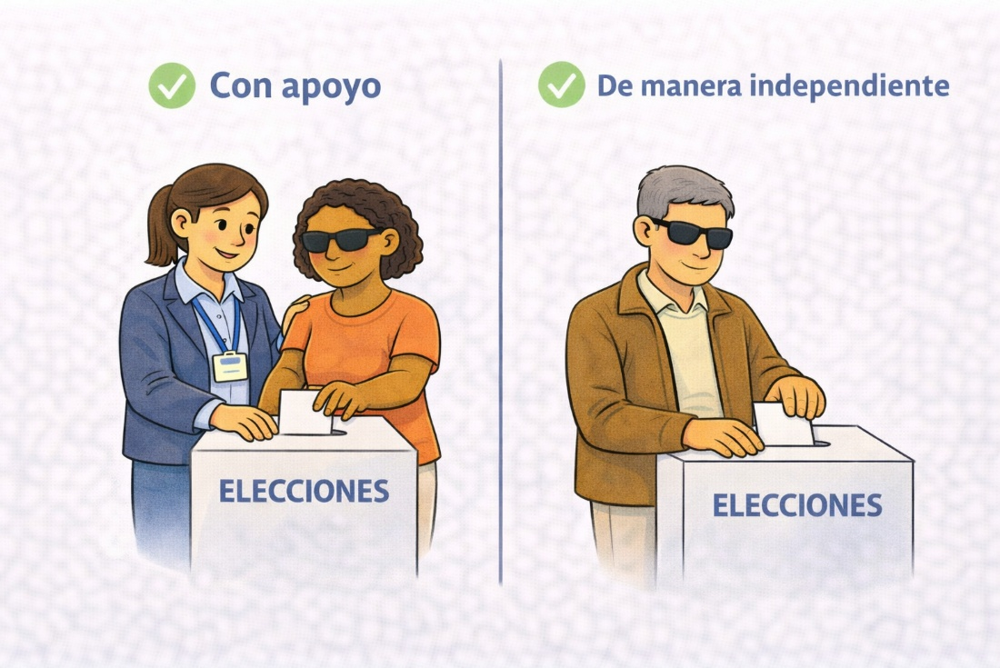 Con apoyo
De manera independiente
ELECCIONES
ELECCIONES